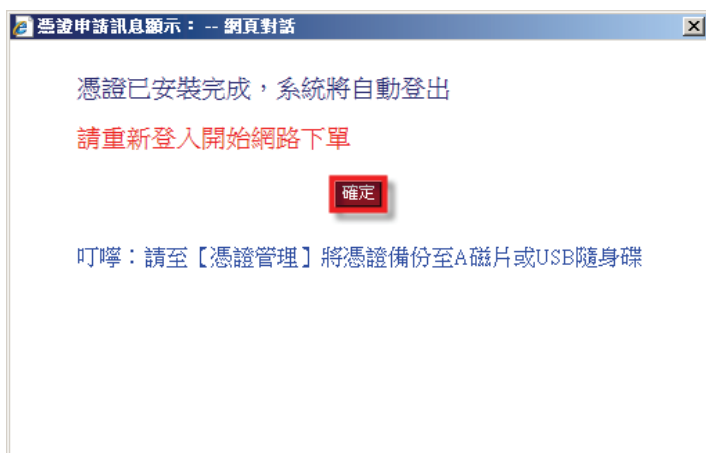 憑證申請訊息顯示： -- 網頁對話
憑證已安裝完成，系統將自動登出
請重新登入開始網路下單
確定
叮嚀：請至【憑證管理】將憑證備份至A磁片或USB隨身碟